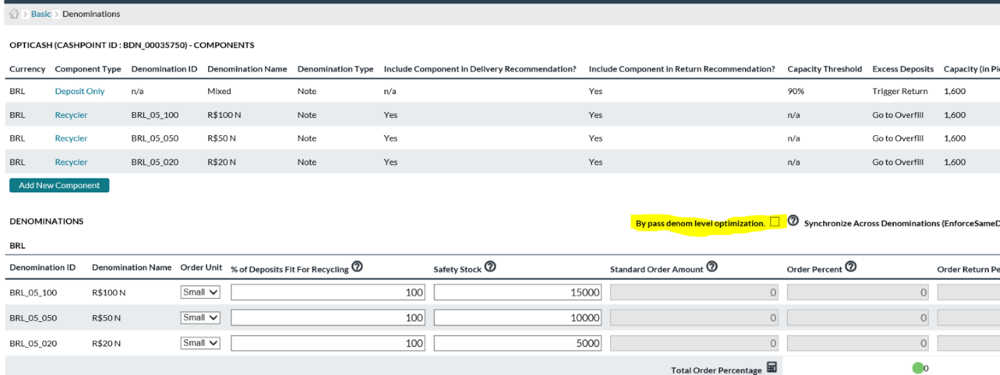 > Basic > Denominations
OPTICASH (CASHPOINT ID : BDN_00035750) - COMPONENTS
Currency Component Type Denomination ID Denomination Name Denomination Type Include Component in Delivery Recommendation? Include Component in Return Recommendation? Capacity Threshold Excess Deposits Capacity (in Pi
BRL Deposit Only n/a Mixed Note n/a Yes 90% Trigger Return 1,600
BRL Recycler BRL_05_100 R$100 N Note Yes Yes n/a Go to Overfill 1,600
BRL Recycler BRL_05_050 R$50 N Note Yes Yes n/a Go to Overfill 1,600
BRL Recycler BRL_05_020 R$20 N Note Yes Yes n/a Go to Overfill 1,600
Add New Component
DENOMINATIONS By pass denom level optimization. ? Synchronize Across Denominations (EnforceSameD
BRL
Denomination ID Denomination Name Order Unit % of Deposits Fit For Recycling ? Safety Stock ? Standard Order Amount ? Order Percent ? Order Return Pe
BRL_05_100 R$100 N Small 100 15000 0 0
BRL_05_050 R$50 N Small 100 10000 0 0
BRL_05_020 R$20 N Small 100 5000 0 0
Total Order Percentage 0